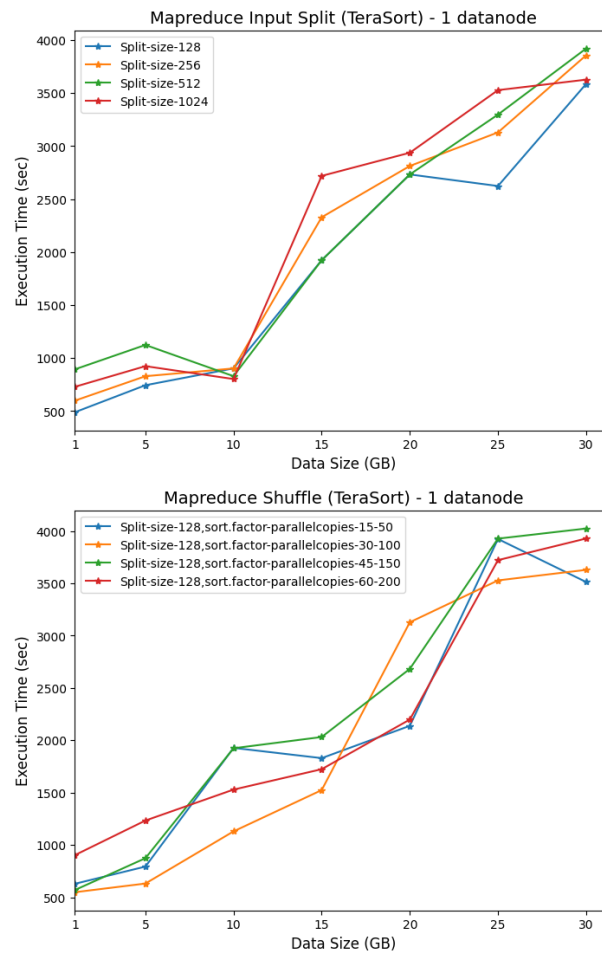 Mapreduce Input Split (TeraSort) - 1 datanode
Split-size-128
Split-size-256
Split-size-512
Split-size-1024
4000
3500
3000
2500
2000
1500
1000
500
Execution Time (sec)
1 5 10 15 20 25 30
Data Size (GB)
Mapreduce Shuffle (TeraSort) - 1 datanode
Split-size-128,sort.factor-parallelcopies-15-50
Split-size-128,sort.factor-parallelcopies-30-100
Split-size-128,sort.factor-parallelcopies-45-150
Split-size-128,sort.factor-parallelcopies-60-200
4000
3500
3000
2500
2000
1500
1000
500
Execution Time (sec)
1 5 10 15 20 25 30
Data Size (GB)